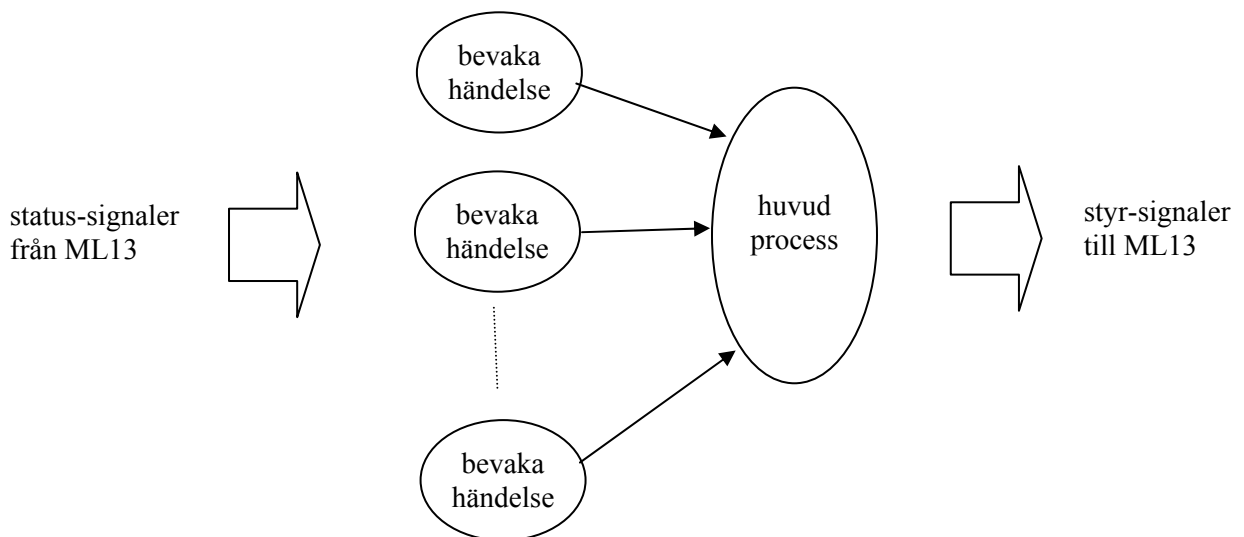 bevaka
händelse
status-signaler
från ML13
bevaka
händelse
huvud
process
styr-signaler
till ML13
bevaka
händelse